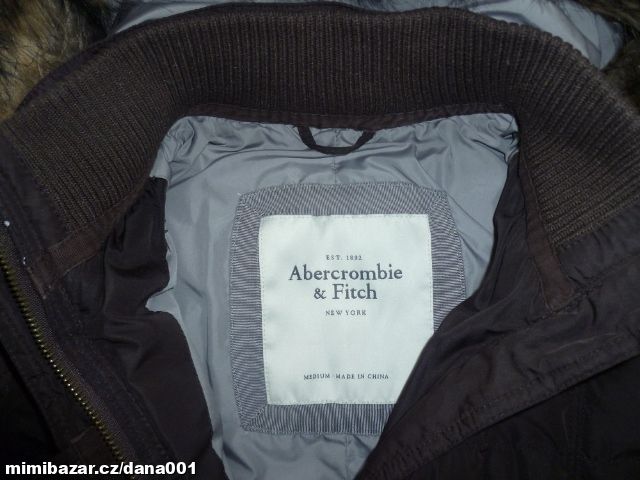 EST. 1892
Abercrombie
& Fitch
NEW YORK
MEDIUM · MADE IN CHINA
mimibazar.cz/dana001